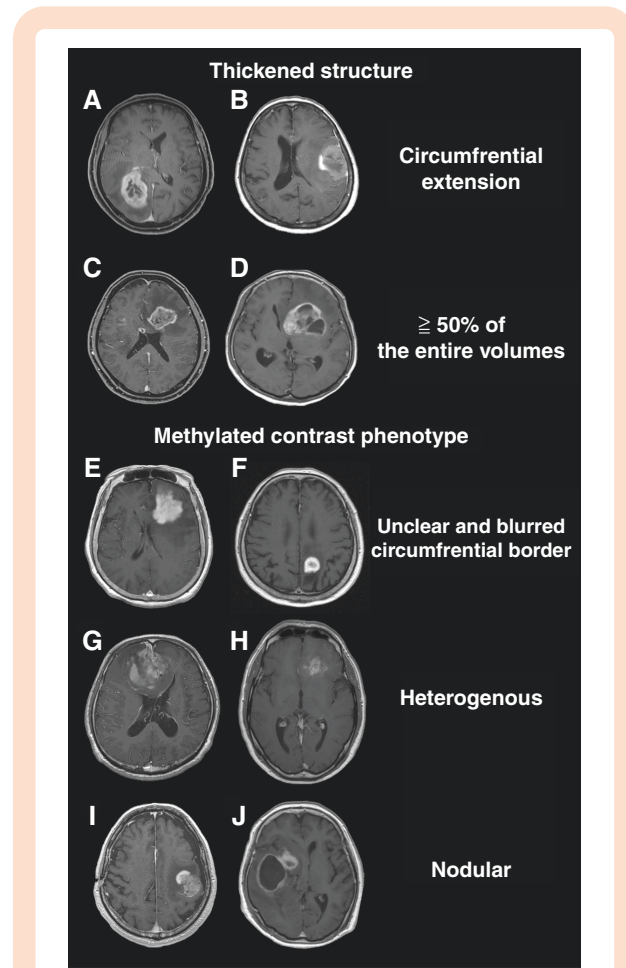 Thickened structure
A
B
Circumfrential
extension
C
D
≧ 50% of
the entire volumes
Methylated contrast phenotype
E
F
Unclear and blurred
circumfrential border
G
H
Heterogenous
I
J
Nodular